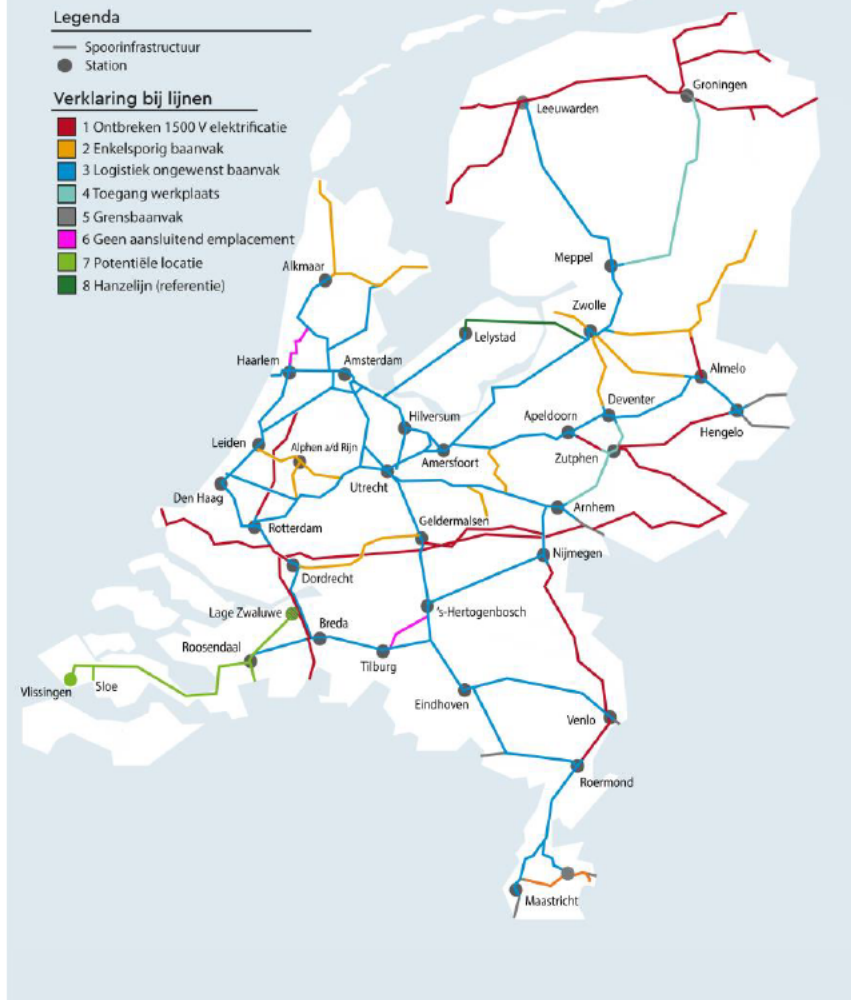 Legenda
Spoorinfrastructuur
Station
Verklaring bij lijnen
1 Ontbreken 1500 V elektrificatie
2 Enkelsporig baanvak
3 Logistiek ongewenst baanvak
4 Toegang werkplaats
5 Grensbaanvak
6 Geen aansluitend emplacement
7 Potentiële locatie
8 Hanzelijn (referentie)
Groningen
Leeuwarden
Meppel
Alkmaar
Zwolle
Lelystad
Haarlem
Amsterdam
Almelo
Deventer
Hilversum
Apeldoorn
Hengelo
Leiden
Alphen a/d Rijn
Amersfoort
Zutphen
Utrecht
Den Haag
Arnhem
Geldermalsen
Rotterdam
Nijmegen
Dordrecht
Lage Zwaluwe
's-Hertogenbosch
Breda
Roosendaal
Tilburg
Vlissingen
Sloe
Eindhoven
Venlo
Roermond
Maastricht